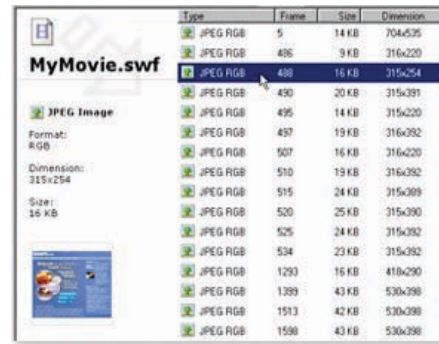 MyMovie.swf
JPEG Image
Format:
RGB
Dimension:
315x254
Size:
16 KB
Type Frame Size Dimension
JPEG RGB 5 14 KB 704x535
JPEG RGB 486 9 KB 316x220
JPEG RGB 488 16 KB 315x254
JPEG RGB 490 20 KB 315x391
JPEG RGB 495 14 KB 315x220
JPEG RGB 497 19 KB 316x392
JPEG RGB 507 16 KB 316x220
JPEG RGB 510 19 KB 316x392
JPEG RGB 515 24 KB 315x389
JPEG RGB 520 25 KB 315x390
JPEG RGB 525 24 KB 315x392
JPEG RGB 534 23 KB 315x392
JPEG RGB 1293 16 KB 418x290
JPEG RGB 1399 43 KB 530x398
JPEG RGB 1513 42 KB 530x398
JPEG RGB 1598 43 KB 530x398